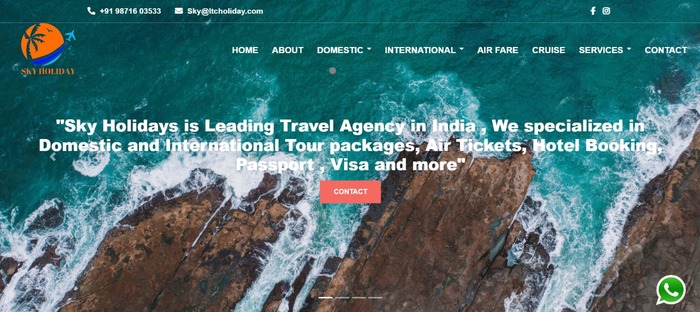 +91 98716 03533 Sky@ltcholiday.com
SKY HOLIDAY
HOME ABOUT DOMESTIC INTERNATIONAL AIR FARE CRUISE SERVICES CONTACT
"Sky Holidays is Leading Travel Agency in India , We specialized in
Domestic and International Tour packages, Air Tickets, Hotel Booking,
Passport , Visa and more"
CONTACT